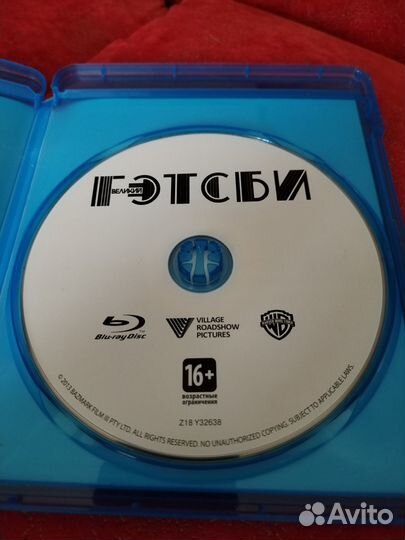 ВЕЛИКИЙ
ГЭТСБИ
Blu-ray Disc
VILLAGE
ROADSHOW
PICTURES
WB
16+
возрастные
ограничения
Z18 Y32638
© 2013 BAZMARK FILM III PTY LTD. ALL RIGHTS RESERVED. NO UNAUTHORIZED COPYING. SUBJECT TO APPLICABLE LAWS.
Avito